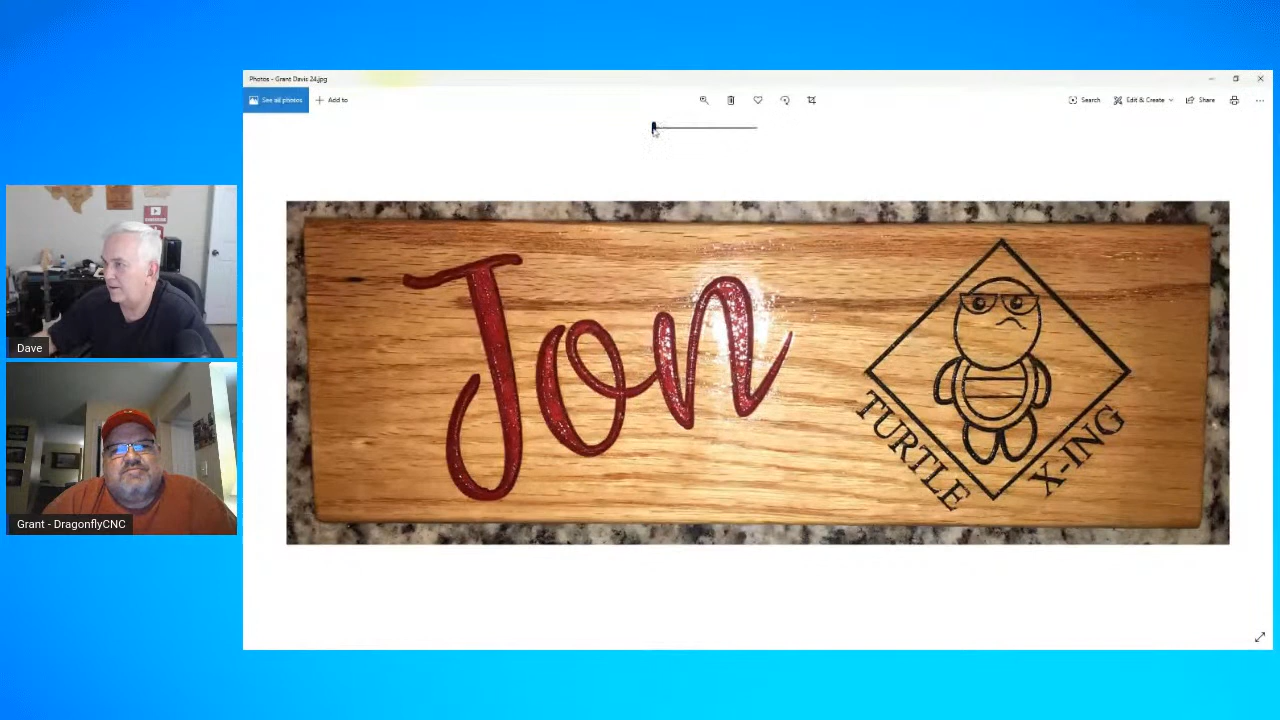 Photos - Grant Davis 24.jpg
See all photos
Add to
Search
Edit & Create
Share
Dave
Grant - DragonflyCNC
Jon
TURTLE
X-ING